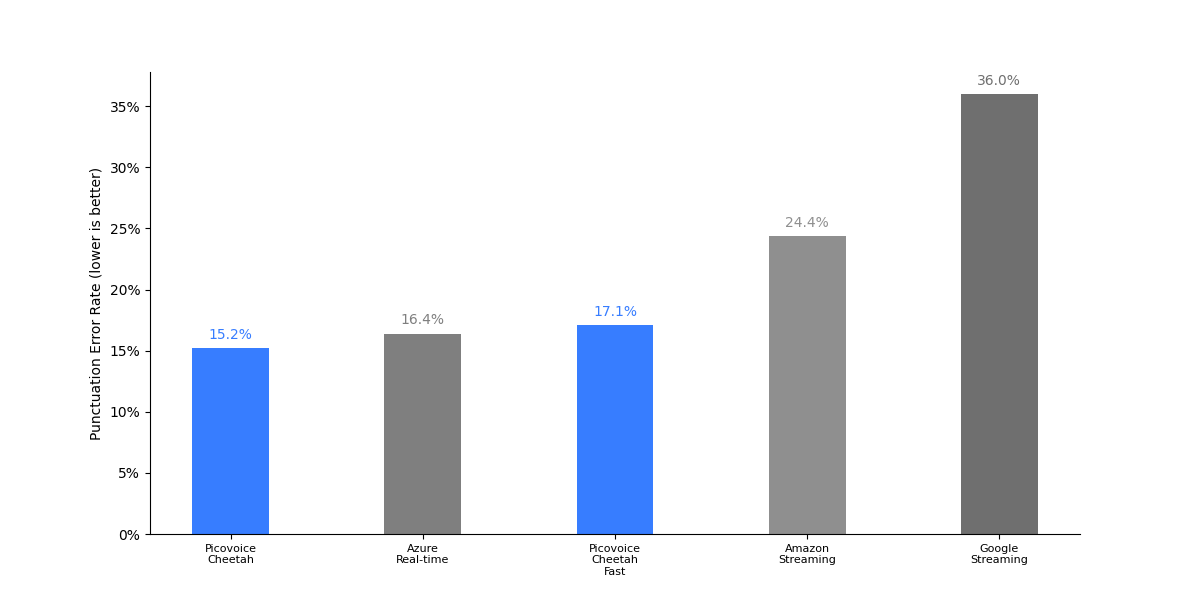 Punctuation Error Rate (lower is better)
35%
30%
25%
20%
15%
10%
5%
0%
15.2%
16.4%
17.1%
24.4%
36.0%
Picovoice
Cheetah
Azure
Real-time
Picovoice
Cheetah
Fast
Amazon
Streaming
Google
Streaming